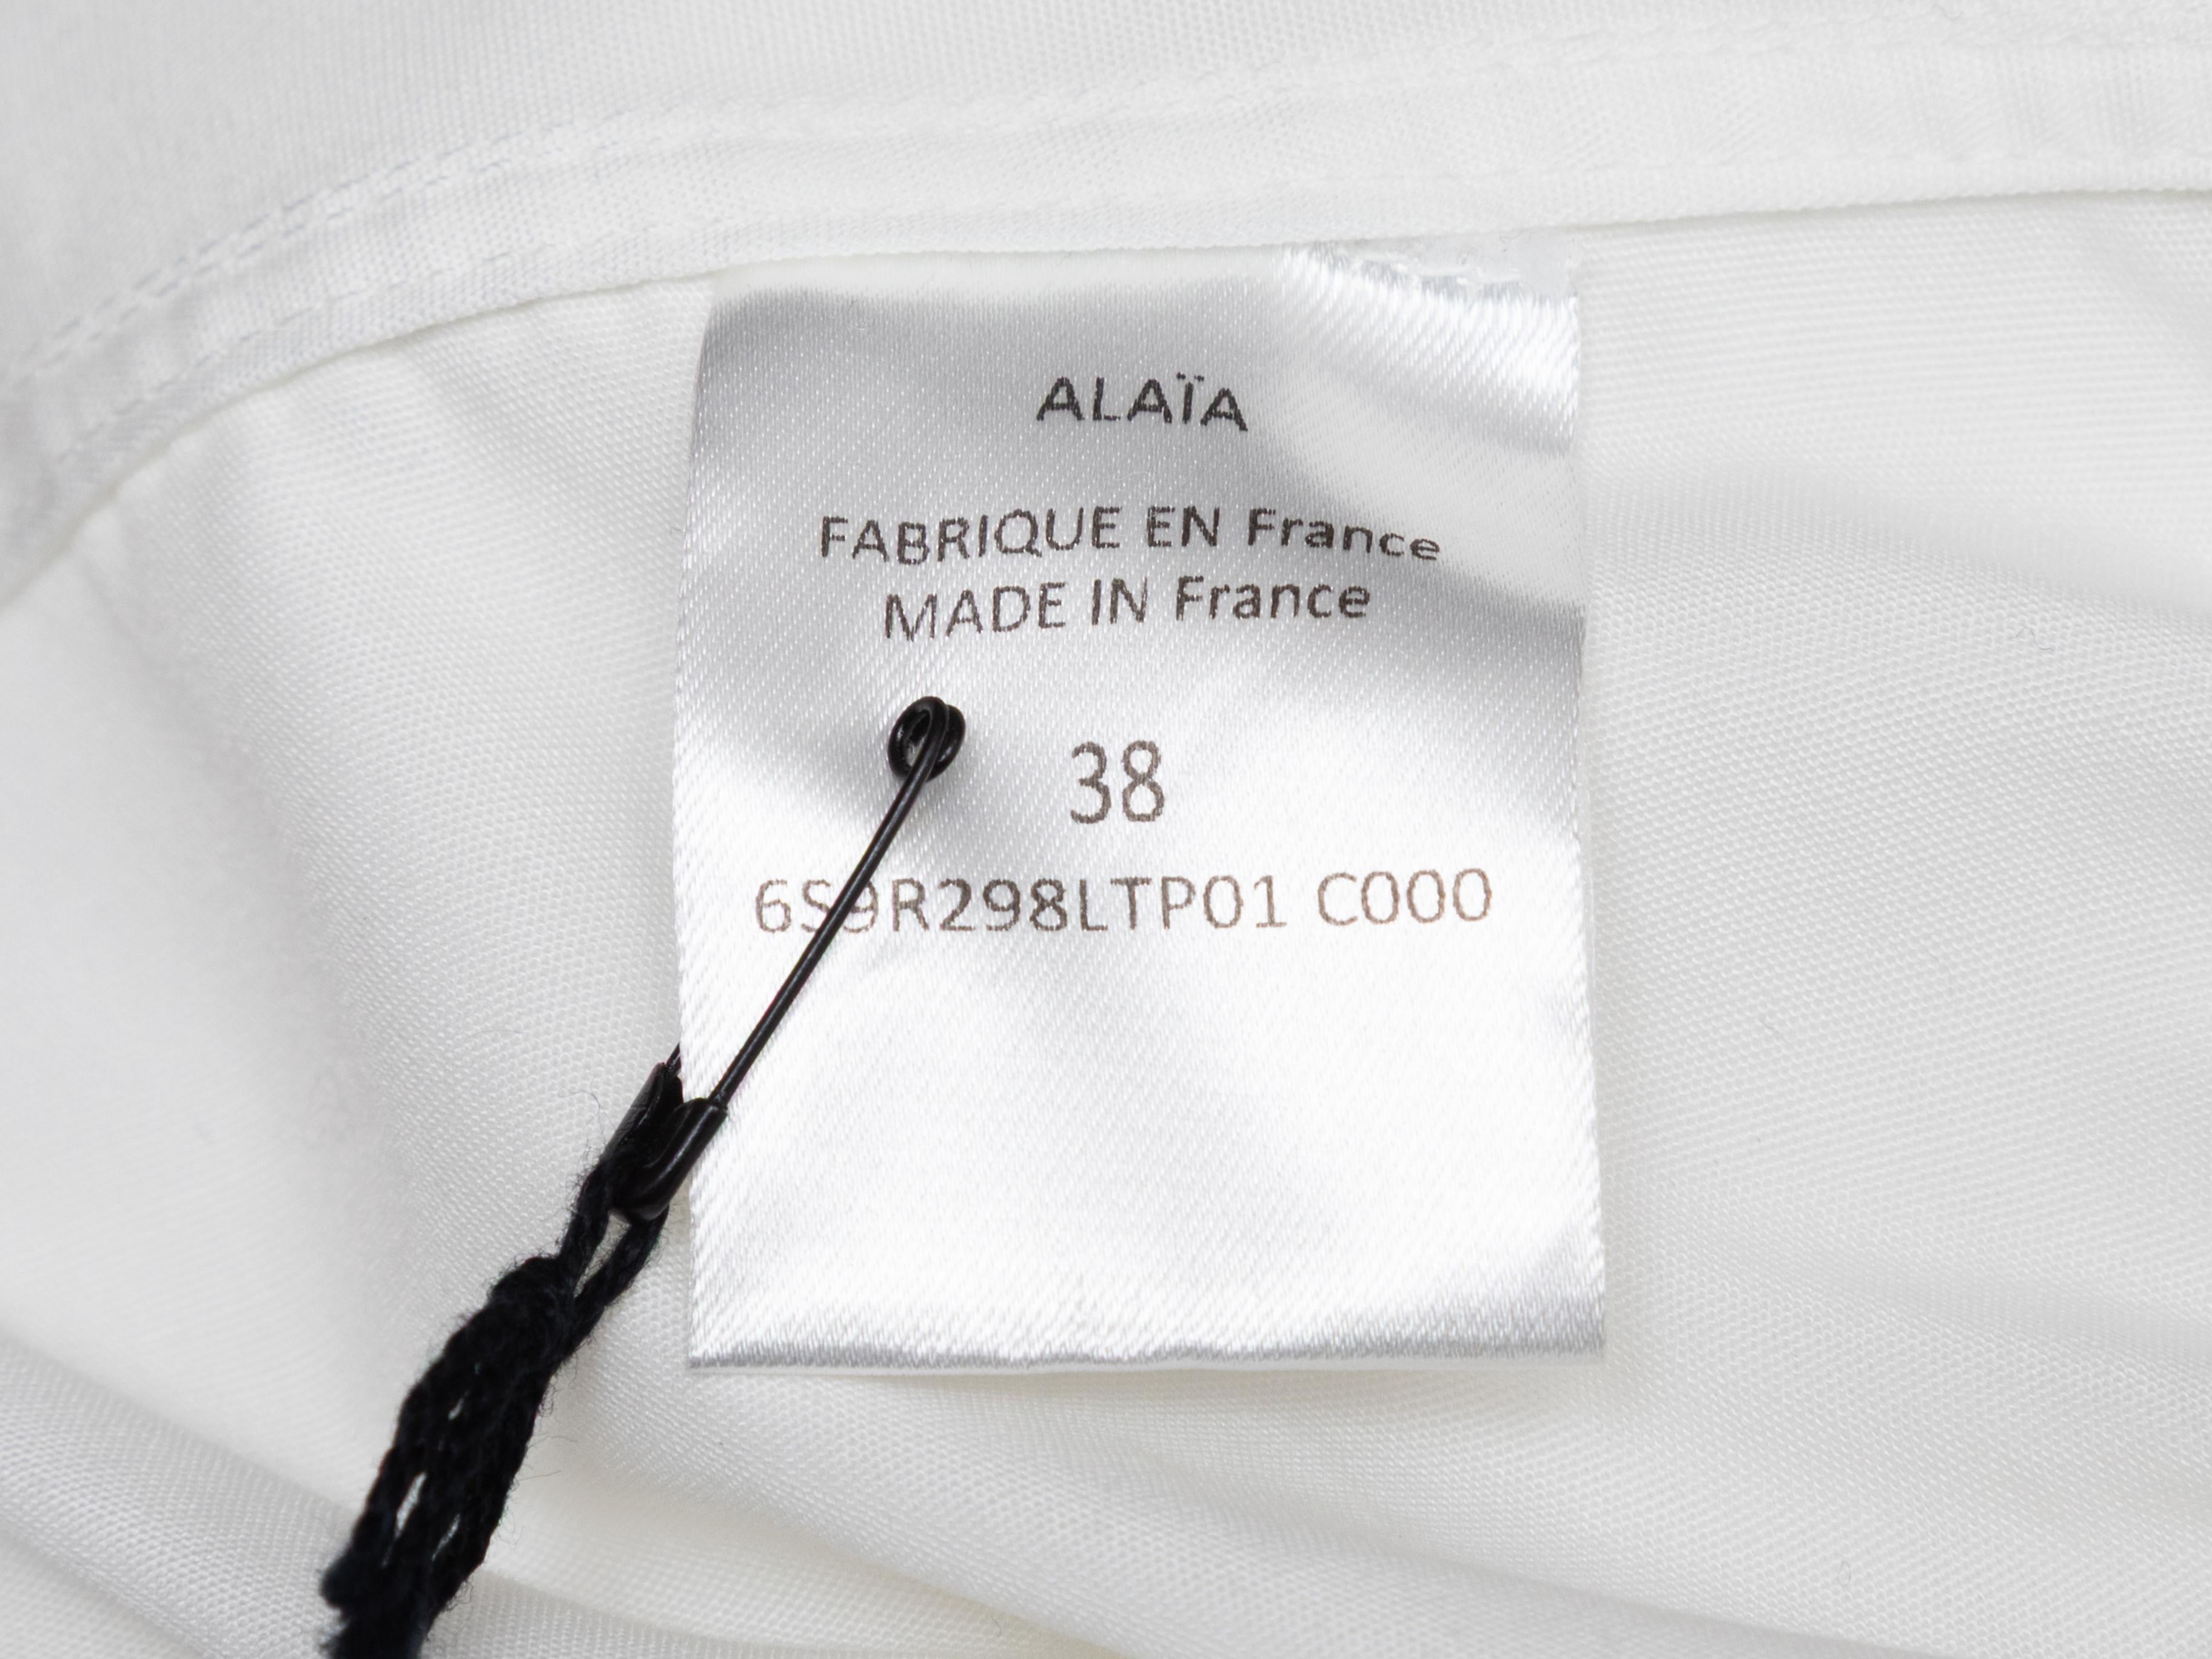 ALAÏA
FABRIQUE EN France
MADE IN France
38
6S9R298LTP01 C000